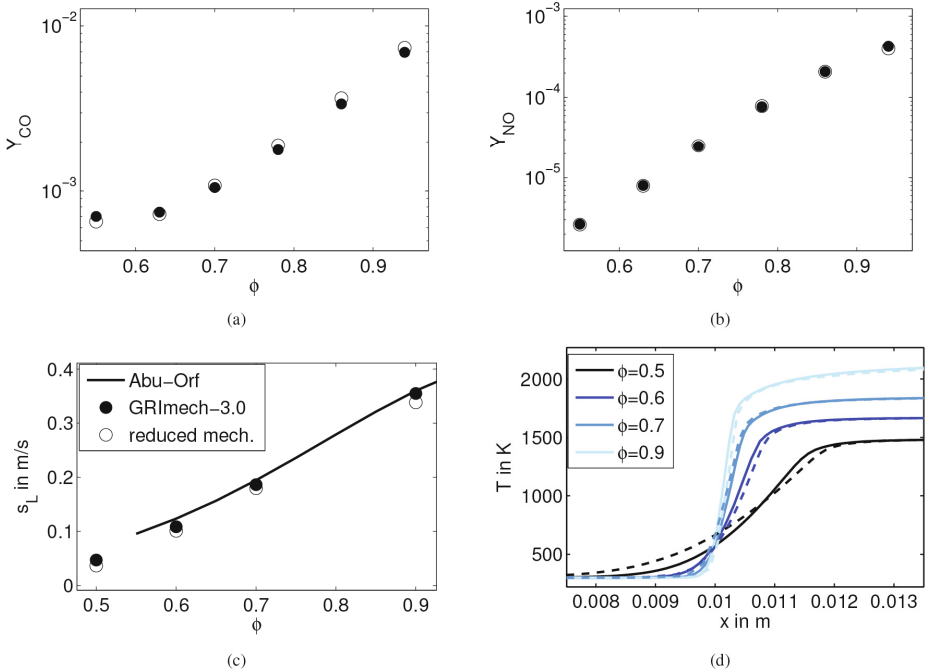 10⁻²
10⁻³
Y_CO
0.6 0.7 0.8 0.9
ϕ
(a)
10⁻³
10⁻⁴
10⁻⁵
Y_NO
0.6 0.7 0.8 0.9
ϕ
(b)
0.4
0.3
0.2
0.1
0
s_L in m/s
Abu−Orf
GRImech−3.0
reduced mech.
0.5 0.6 0.7 0.8 0.9
ϕ
(c)
2000
1500
1000
500
T in K
ϕ=0.5
ϕ=0.6
ϕ=0.7
ϕ=0.9
0.008 0.009 0.01 0.011 0.012 0.013
x in m
(d)